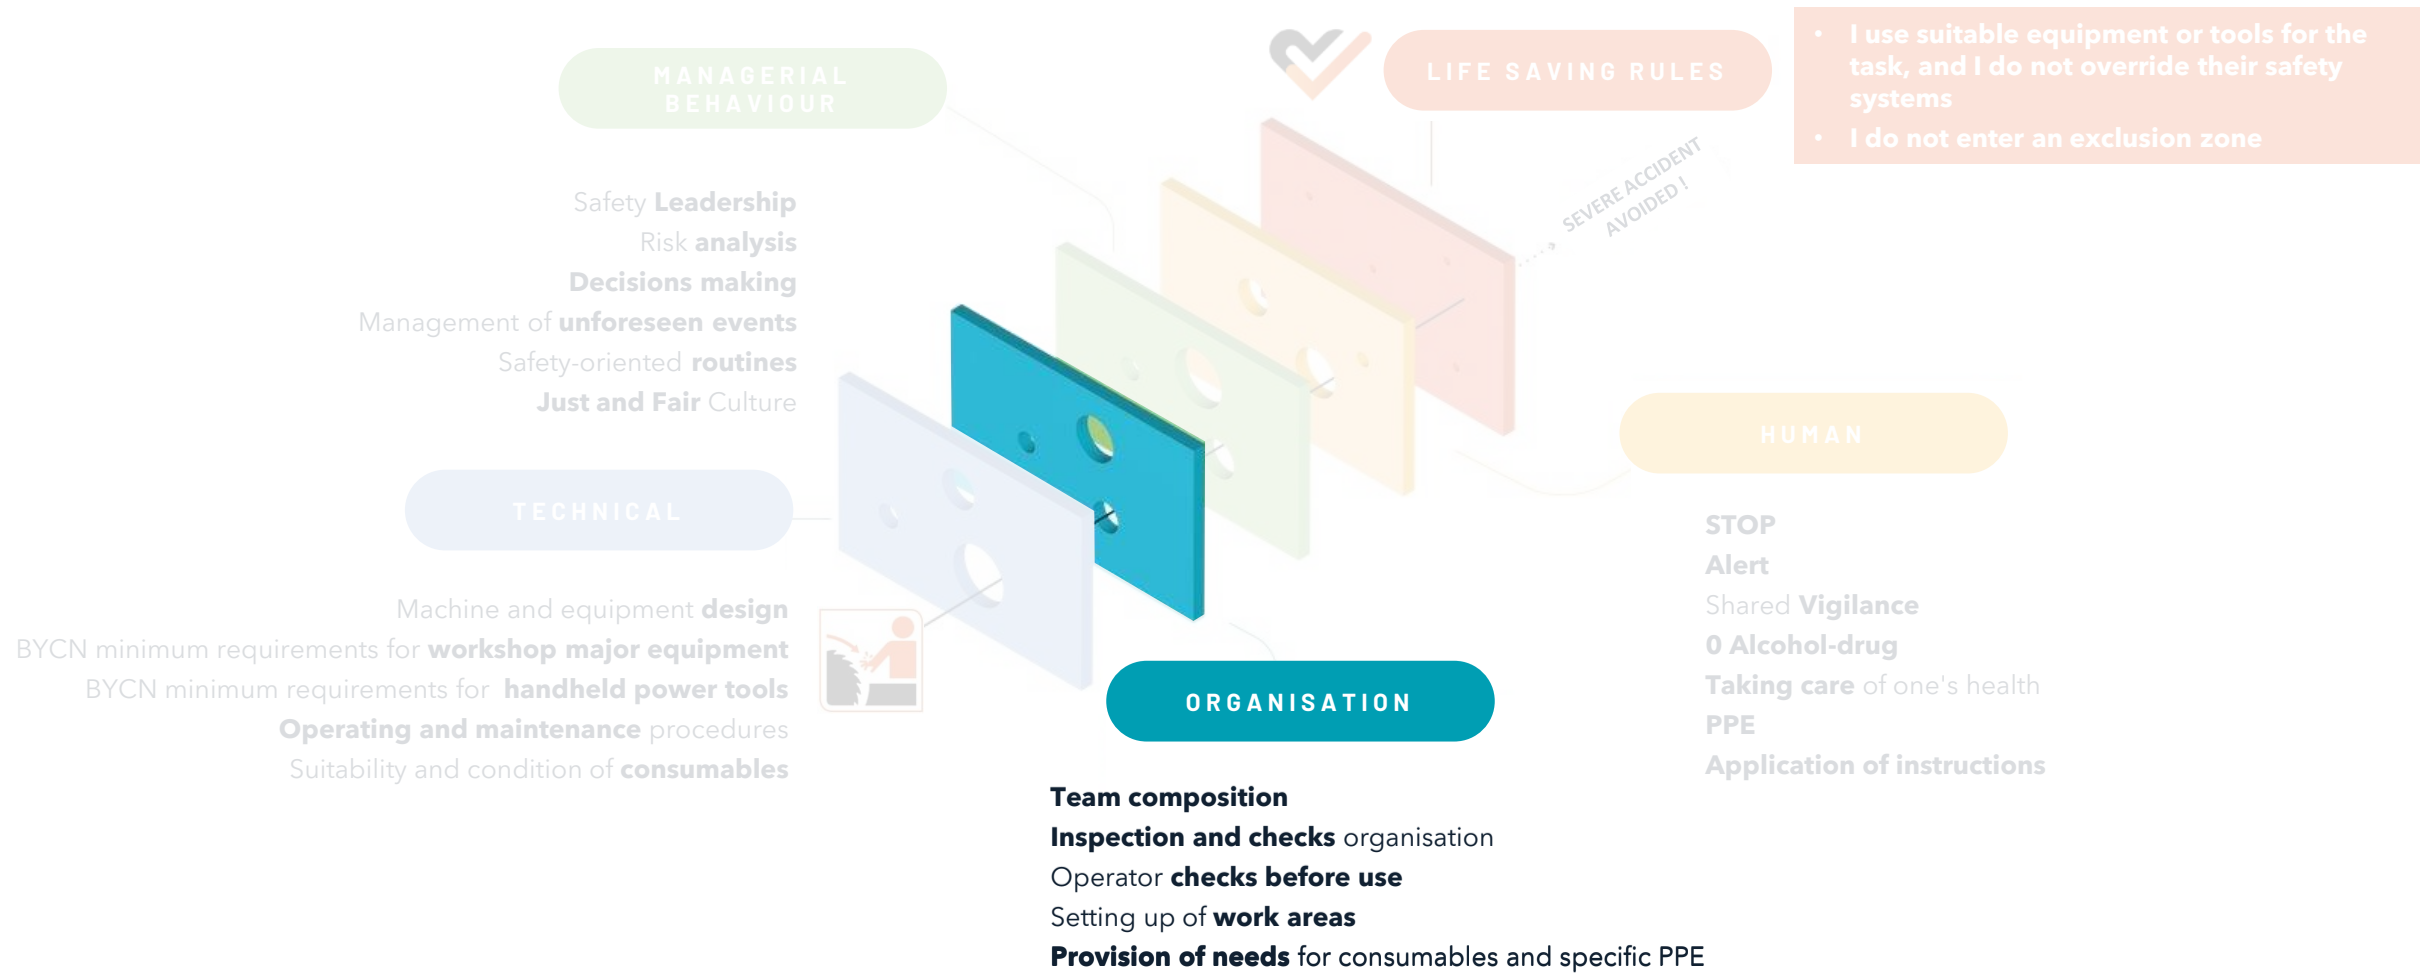 MANAGERIAL
BEHAVIOUR
Safety Leadership
Risk analysis
Decisions making
Management of unforeseen events
Safety-oriented routines
Just and Fair Culture
TECHNICAL
Machine and equipment design
BYCN minimum requirements for workshop major equipment
BYCN minimum requirements for handheld power tools
Operating and maintenance procedures
Suitability and condition of consumables
LIFE SAVING RULES
• I use suitable equipment or tools for the
task, and I do not override their safety
systems
• I do not enter an exclusion zone
SEVERE ACCIDENT
AVOIDED !
HUMAN
STOP
Alert
Shared Vigilance
0 Alcohol-drug
Taking care of one's health
PPE
Application of instructions
ORGANISATION
Team composition
Inspection and checks organisation
Operator checks before use
Setting up of work areas
Provision of needs for consumables and specific PPE